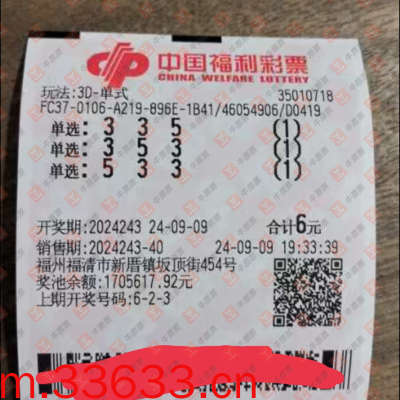 中国福利彩票
CHINA WELFARE LOTTERY
玩法:3D-单式 35010718
FC37-0106-A219-896E-1B41/46054906/D0419
单选: 3 3 5 (1)
单选: 3 5 3 (1)
单选: 5 3 3 (1)
开奖期:2024243 24-09-09 合计6元
销售期:2024243-40 24-09-09 19:33:39
福州福清市新厝镇坂顶街454号
奖池余额:1705617.92元
上期开奖号码:6-2-3
m.33633.cn